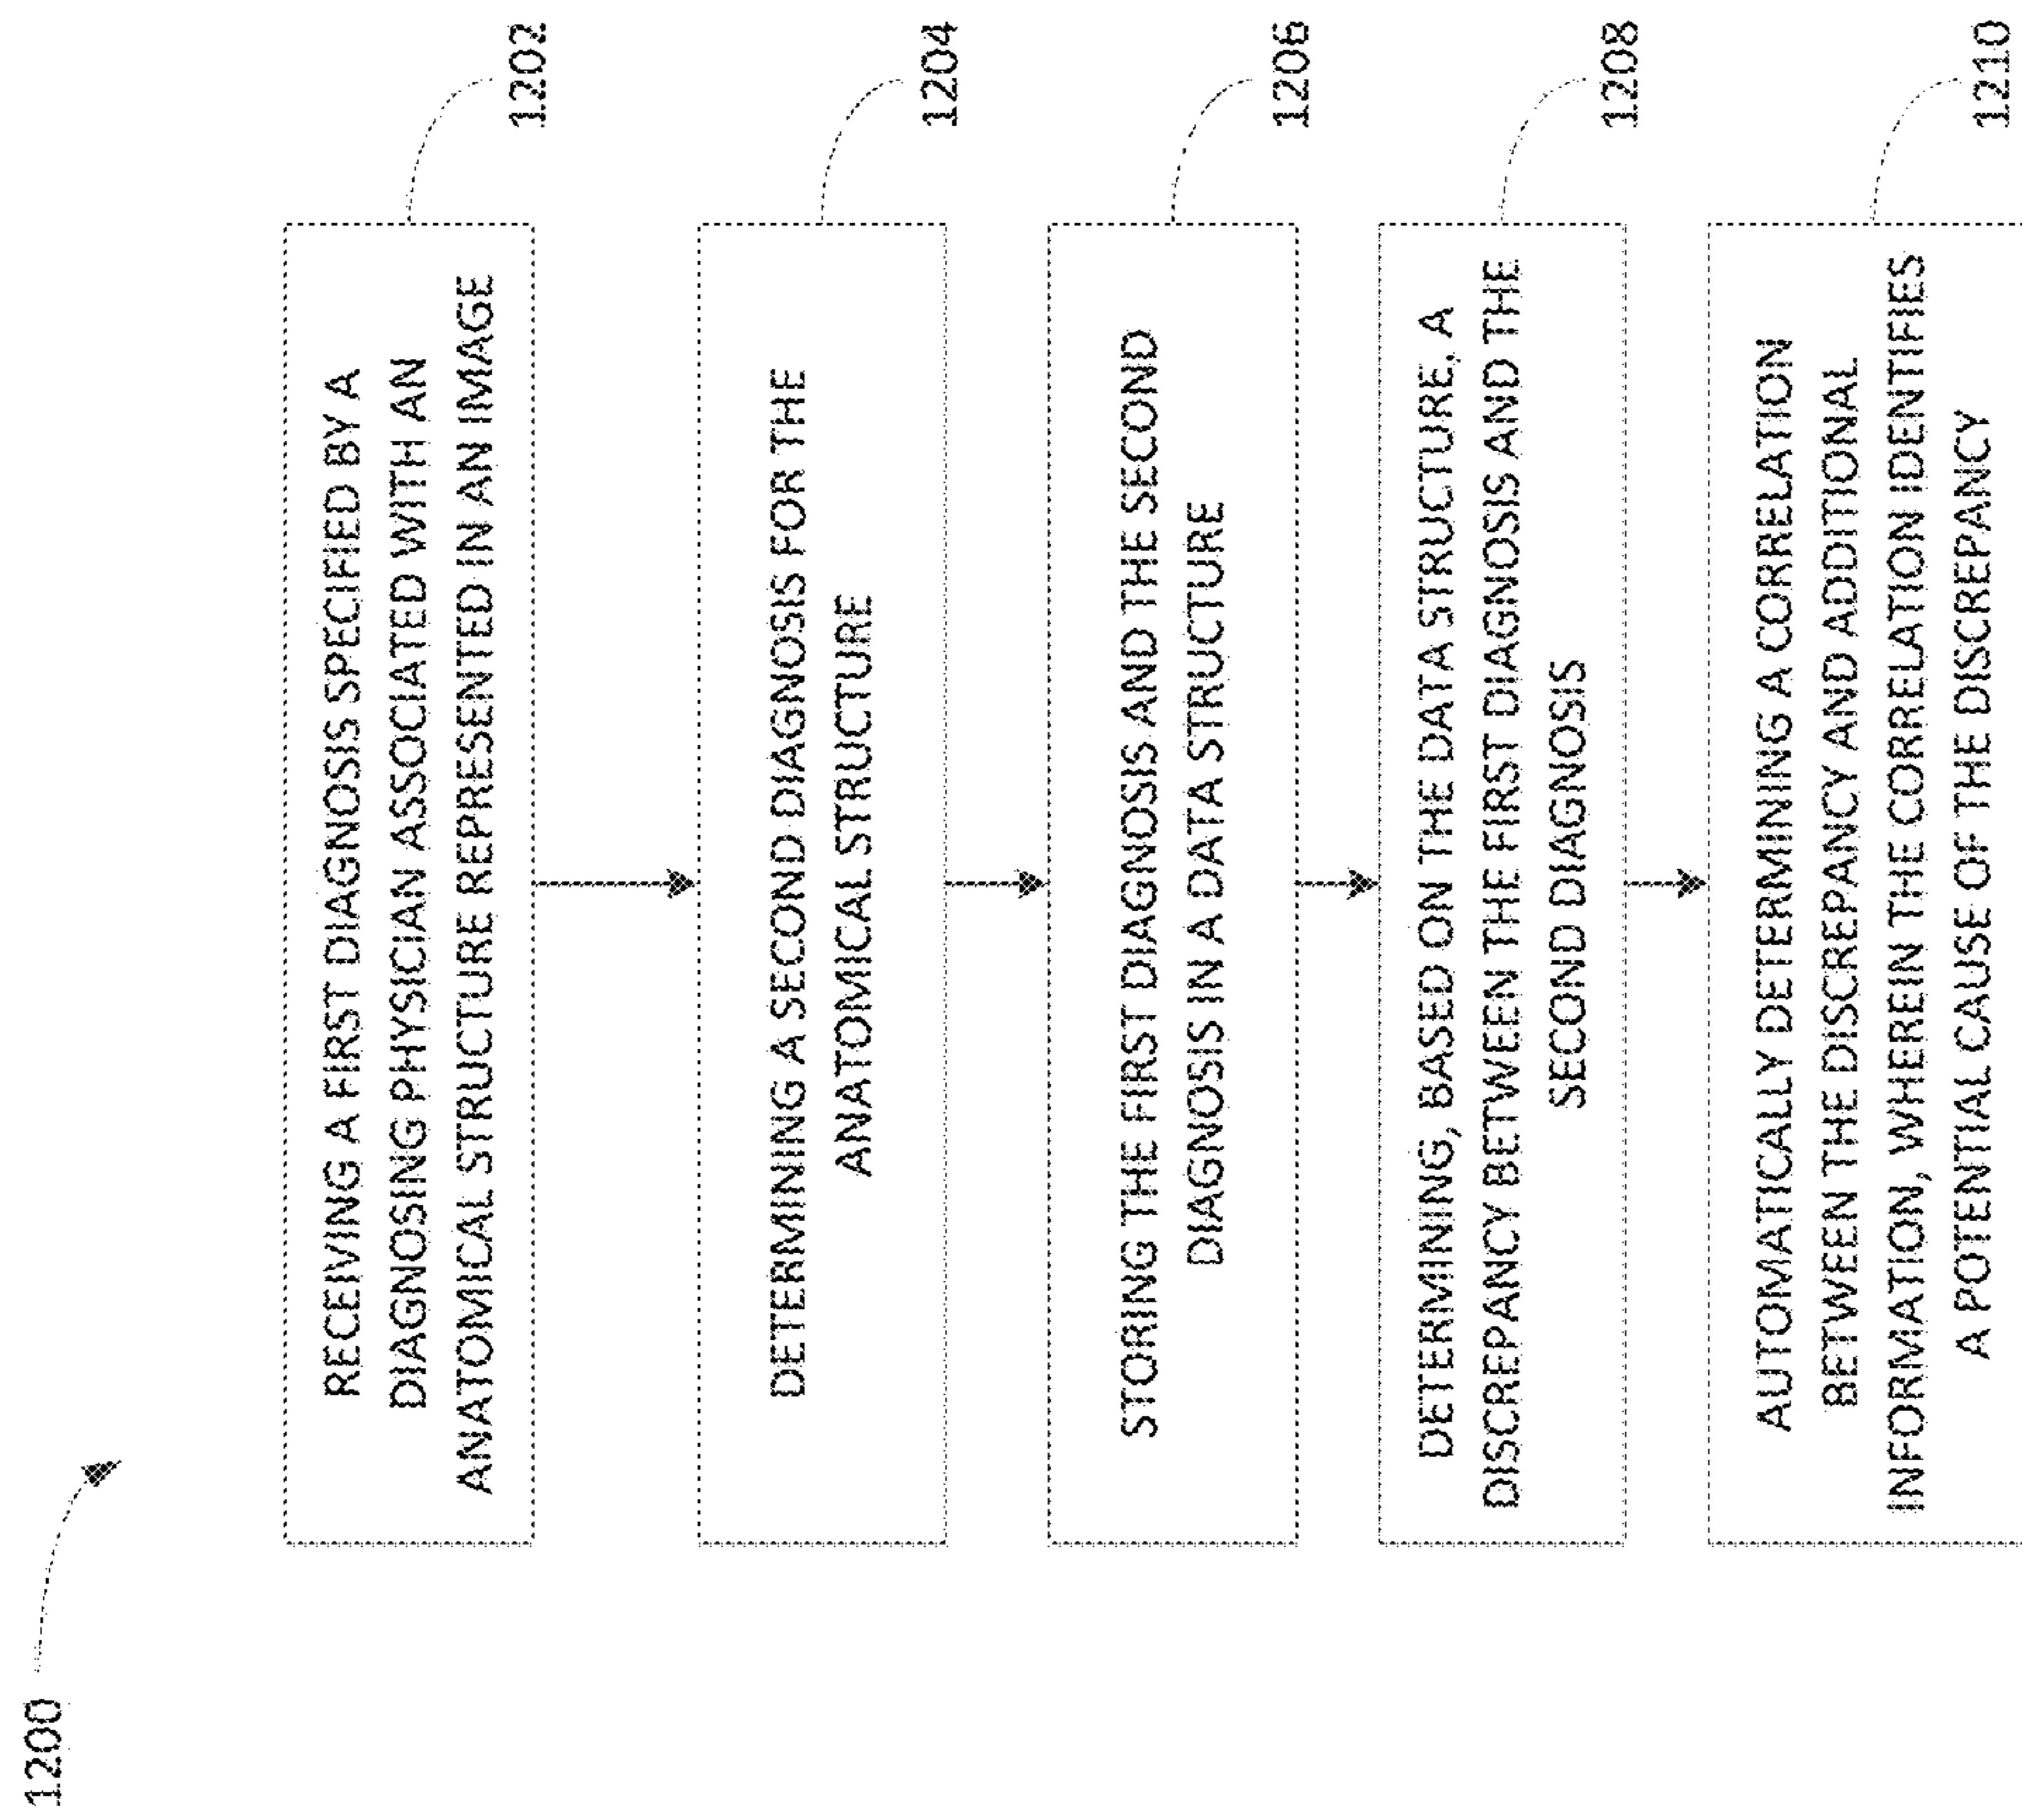 1200
RECEIVING A FIRST DIAGNOSIS SPECIFIED BY A
DIAGNOSING PHYSICIAN ASSOCIATED WITH AN
ANATOMICAL STRUCTURE REPRESENTED IN AN IMAGE
1202
DETERMINING A SECOND DIAGNOSIS FOR THE
ANATOMICAL STRUCTURE
1204
STORING THE FIRST DIAGNOSIS AND THE SECOND
DIAGNOSIS IN A DATA STRUCTURE
1206
DETERMINING, BASED ON THE DATA STRUCTURE, A
DISCREPANCY BETWEEN THE FIRST DIAGNOSIS AND THE
SECOND DIAGNOSIS
1208
AUTOMATICALLY DETERMINING A CORRELATION
BETWEEN THE DISCREPANCY AND ADDITIONAL
INFORMATION, WHEREIN THE CORRELATION IDENTIFIES
A POTENTIAL CAUSE OF THE DISCREPANCY
1210